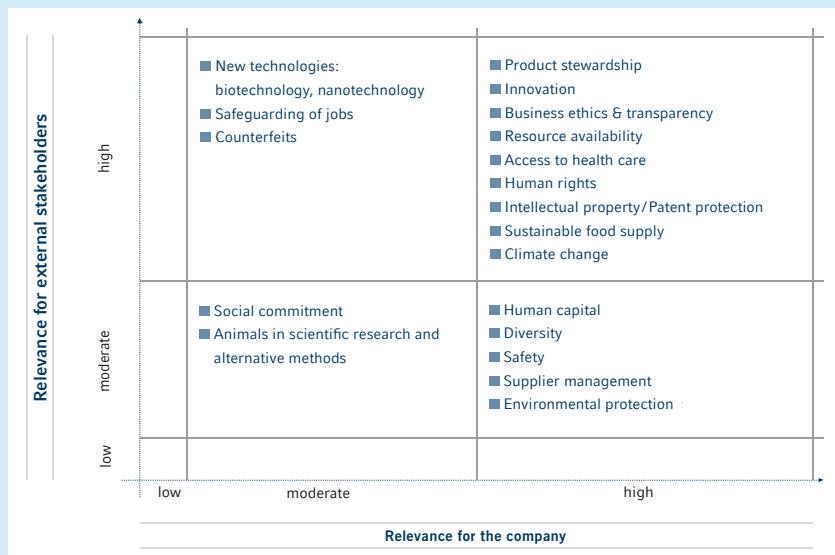 Relevance for external stakeholders
high
New technologies:
biotechnology, nanotechnology
Safeguarding of jobs
Counterfeits
Product stewardship
Innovation
Business ethics & transparency
Resource availability
Access to health care
Human rights
Intellectual property/Patent protection
Sustainable food supply
Climate change
moderate
Social commitment
Animals in scientific research and
alternative methods
Human capital
Diversity
Safety
Supplier management
Environmental protection
low
low
moderate
high
Relevance for the company